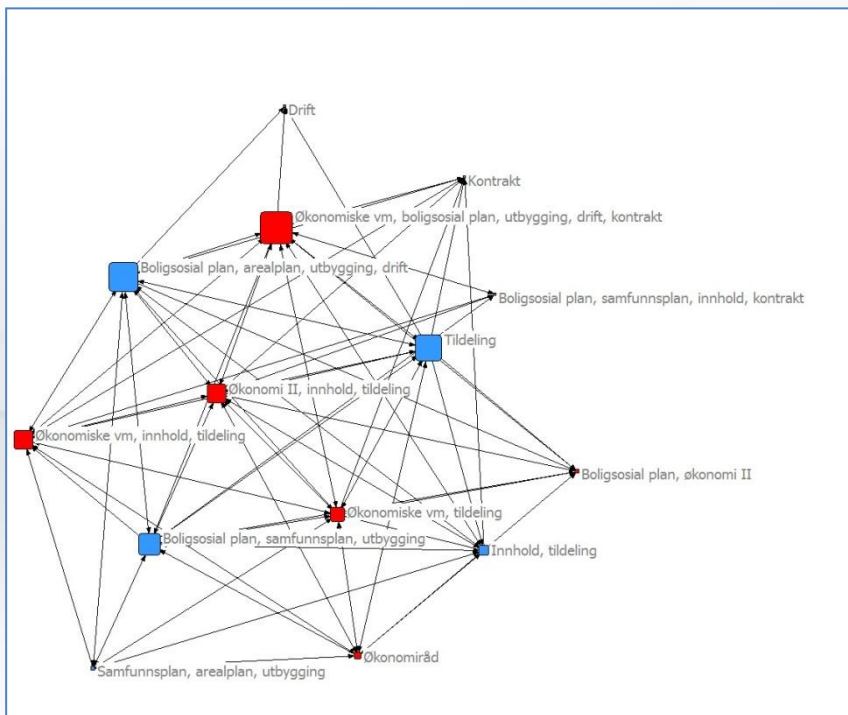 Drift
Kontrakt
Økonomiske vm, boligsosial plan, utbygging, drift, kontrakt
Boligsosial plan, arealplan, utbygging, drift
Boligsosial plan, samfunnsplan, innhold, kontrakt
Tildeling
Økonomi II, innhold, tildeling
Økonomiske vm, innhold, tildeling
Boligsosial plan, økonomi II
Økonomiske vm, tildeling
Boligsosial plan, samfunnsplan, utbygging
Innhold, tildeling
Økonomiråd
Samfunnsplan, arealplan, utbygging